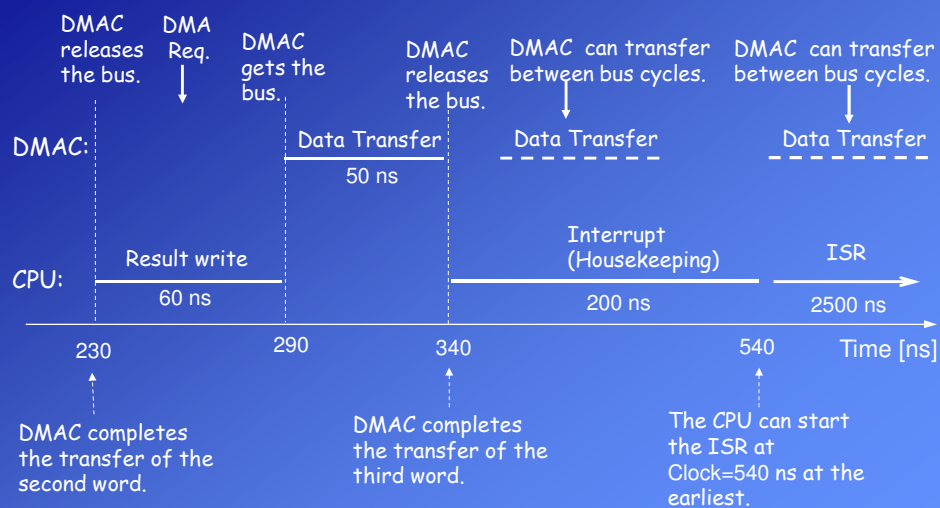 DMAC
releases
the bus.
DMA
Req.
DMAC
gets the
bus.
DMAC
releases
the bus.
DMAC can transfer
between bus cycles.
DMAC can transfer
between bus cycles.
DMAC:
Data Transfer
50 ns
Data Transfer
Data Transfer
CPU:
Result write
60 ns
Interrupt
(Housekeeping)
200 ns
ISR
2500 ns
230
290
340
540
Time [ns]
DMAC completes
the transfer of the
second word.
DMAC completes
the transfer of the
third word.
The CPU can start
the ISR at
Clock=540 ns at the
earliest.